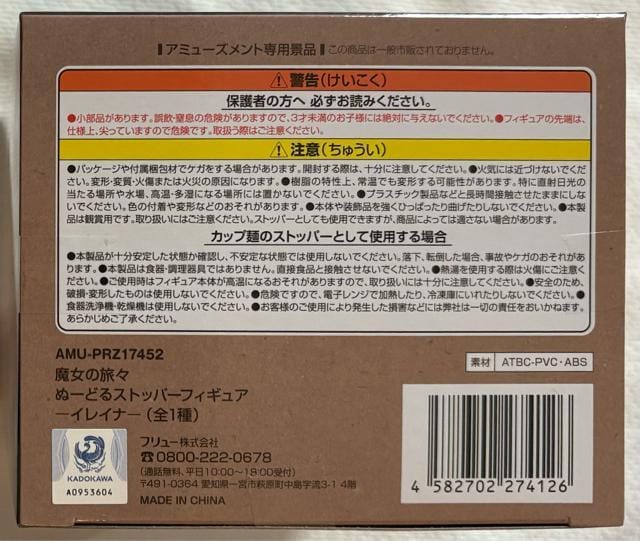 アミューズメント専用景品 この商品は一般市販されておりません。
⚠警告(けいこく)
保護者の方へ 必ずお読みください。
●小部品があります。誤飲・窒息の危険がありますので、3才未満のお子様には絶対に与えないでください。●フィギュアの先端は、
仕様上、尖っていますので危険です。取扱う際はご注意ください。
⚠注意(ちゅうい)
●パッケージや付属梱包材でケガをする場合があります。開封する際は、十分に注意してください。●火気には近づけないでく
ださい。変形・変質・火傷または火災の原因になります。●樹脂の特性上、常温でも変形する可能性があります。特に直射日光の
当たる場所や水場、高温・多湿になる場所には置かないでください。●プラスチック製品などと長時間接触させたままにしな
いでください。色の付着や変形などのおそれがあります。●本体や装飾品を強くひっぱったり曲げたりしないでください。●本製
品は観賞用です。取り扱いにはご注意ください。ストッパーとしても使用できますが、商品によっては適さない場合があります。
カップ麺のストッパーとして使用する場合
●本製品が十分安定した状態か確認し、不安定な状態では使用しないでください。落下、転倒した場合、事故やケガのおそれがあり
ます。●本製品は食器・調理器具ではありません。直接食品と接触させないでください。●熱湯を使用する際は火傷にご注意くだ
さい。●ご使用時はフィギュア本体が高温になるおそれがありますので、取り扱いには十分に注意してください。●安全のため、
破損・変形したものは使用しないでください。●危険ですので、電子レンジで加熱したり、冷凍庫にいれたりしないでください。●
食器洗浄機・乾燥機は使用しないでください。●お客様のご使用により発生した損害などには弊社は一切の責任をおいかねます。
あらかじめご了承ください。
AMU-PRZ17452
素材 ATBC-PVC・ABS
魔女の旅々
ぬーどるストッパーフィギュア
―イレイナ―(全1種)
フリュー株式会社
☎0800-222-0678
(通話無料、平日10:00～18:00受付)
〒491-0364 愛知県一宮市萩原町中島字流3-1 4階
MADE IN CHINA
KADOKAWA
A0953604
4 582702 274126